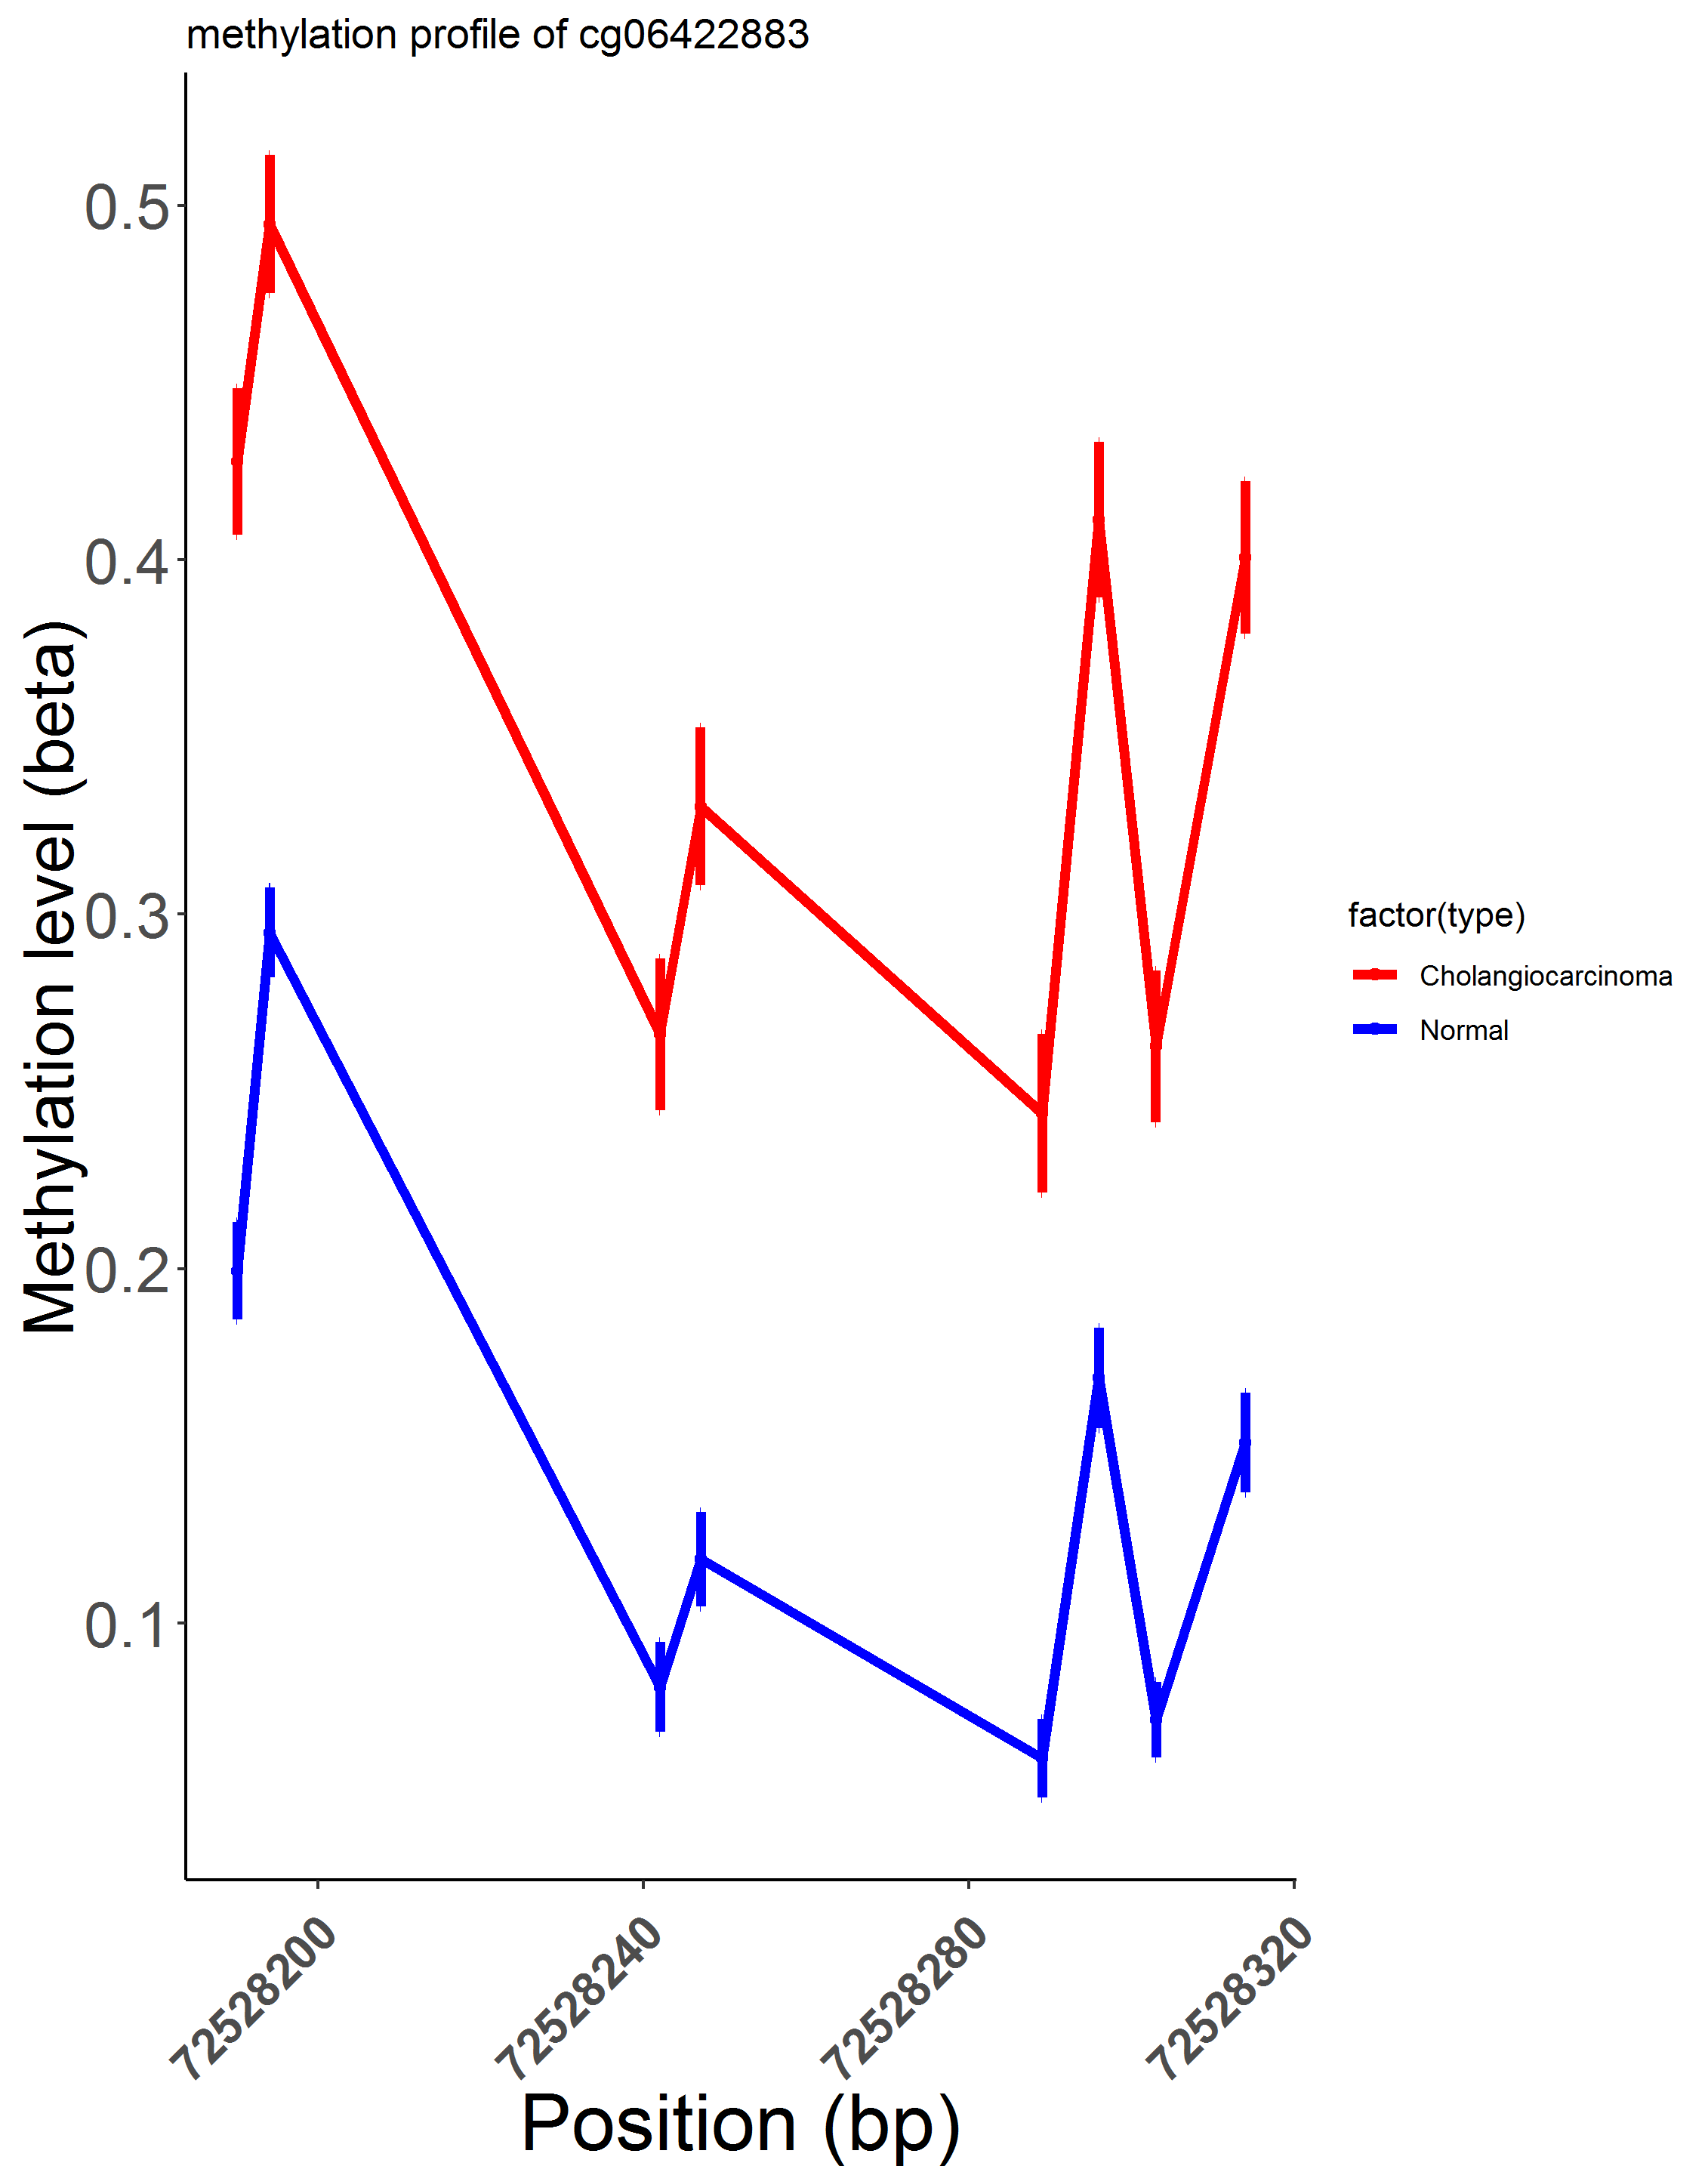 methylation profile of cg06422883
Methylation level (beta)
0.5
0.4
0.3
0.2
0.1
72528200
72528240
72528280
72528320
Position (bp)
factor(type)
Cholangiocarcinoma
Normal